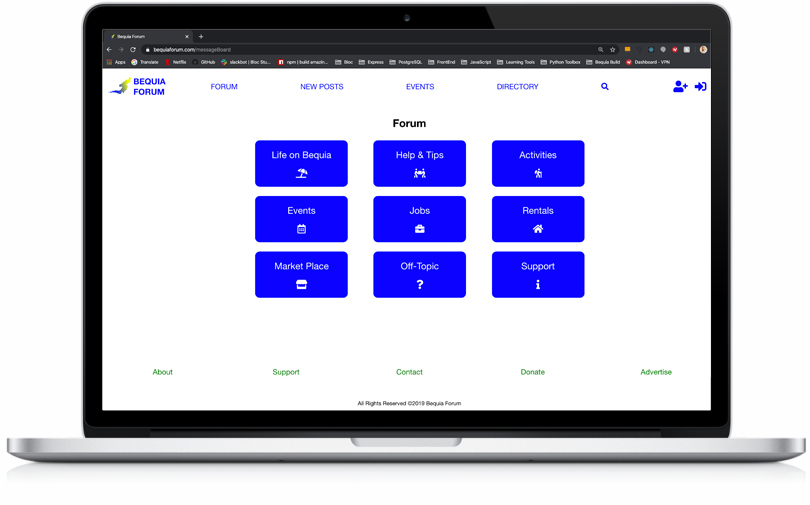 Bequia Forum
bequiaforum.com/messageBoard
Apps Translate Netflix GitHub slackbot | Bloc Stu... npm | build amazin... Bloc Express PostgreSQL FrontEnd JavaScript Learning Tools Python Toolbox Bequia Build Dashboard - VPN
BEQUIA
FORUM
FORUM NEW POSTS EVENTS DIRECTORY
Forum
Life on Bequia Help & Tips Activities
Events Jobs Rentals
Market Place Off-Topic Support
About Support Contact Donate Advertise
All Rights Reserved ©2019 Bequia Forum